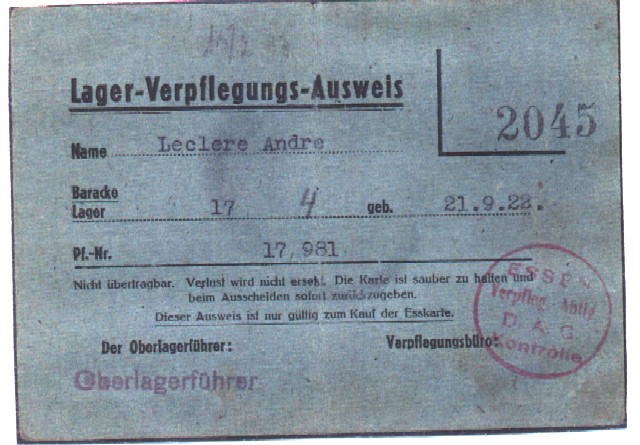 Lager-Verpflegungs-Ausweis
2045
Name Leclere Andre
Baracke
Lager 17 4 geb. 21.9.22.
Pf.-Nr. 17,981.
Nicht übertragbar. Verlust wird nicht ersetzt. Die Karte ist sauber zu halten und
beim Ausscheiden sofort zurückzugeben.
Dieser Ausweis ist nur gültig zum Kauf der Esskarte.
Der Oberlagerführer: Verpflegungsbüro:
Oberlagerführer
ESSEN
Verpfleg. Abtlg
D A G
Kontrolle